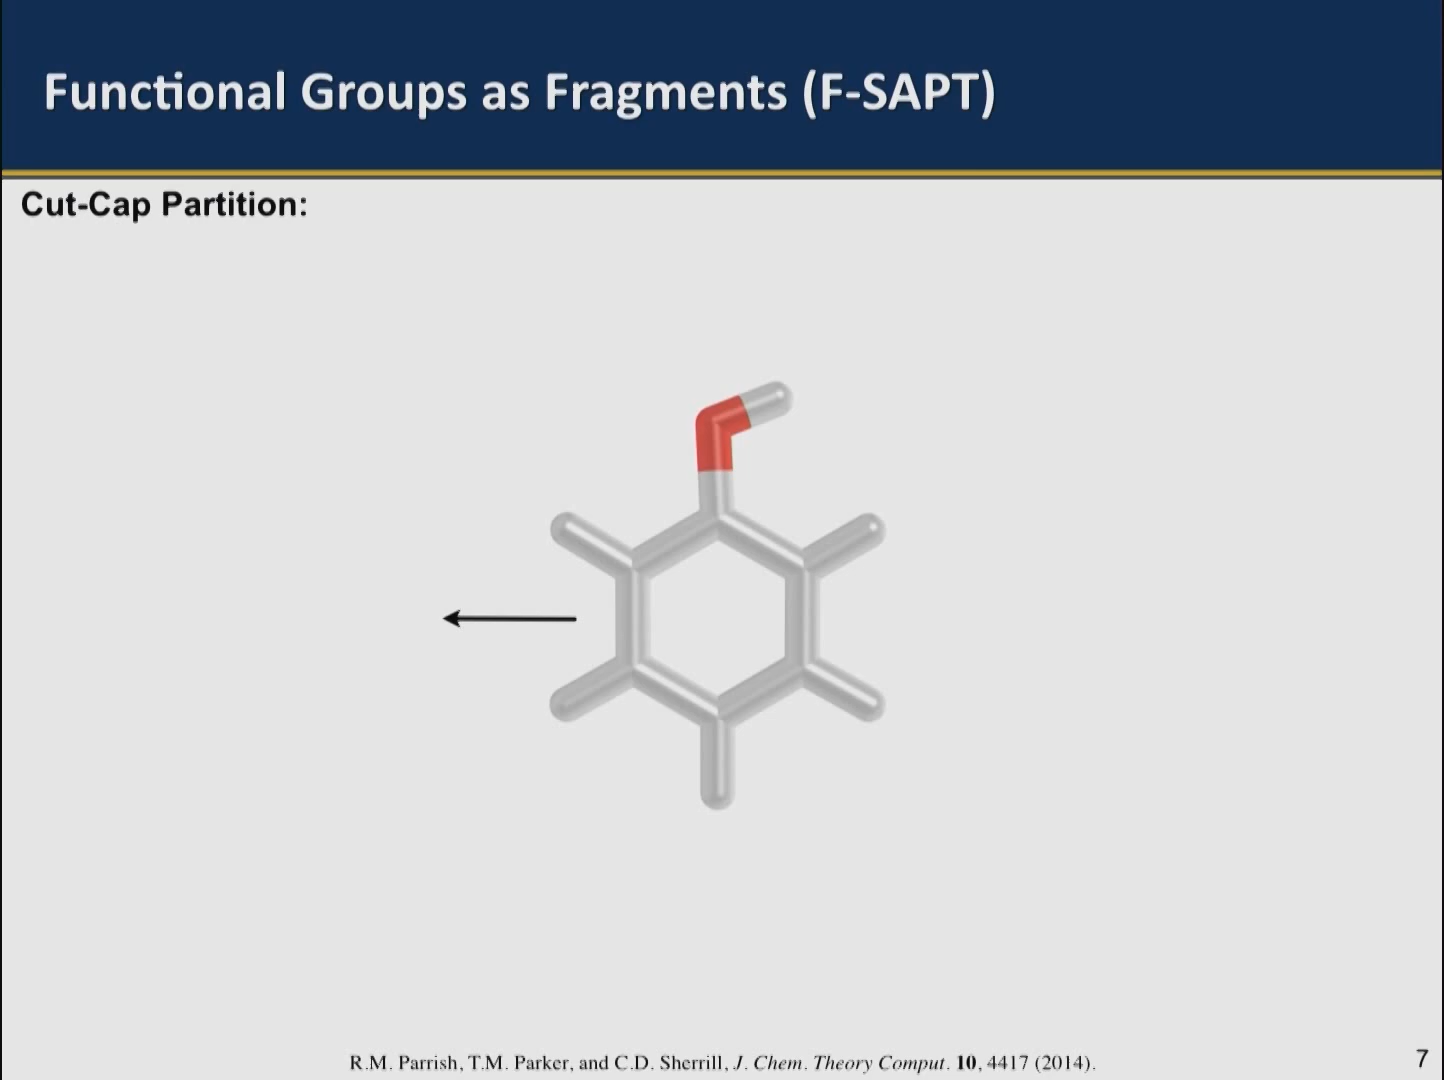 Functional Groups as Fragments (F-SAPT)
Cut-Cap Partition:
R.M. Parrish, T.M. Parker, and C.D. Sherrill, J. Chem. Theory Comput. 10, 4417 (2014).
7